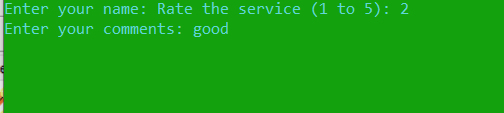 Enter your name: Rate the service (1 to 5): 2
Enter your comments: good